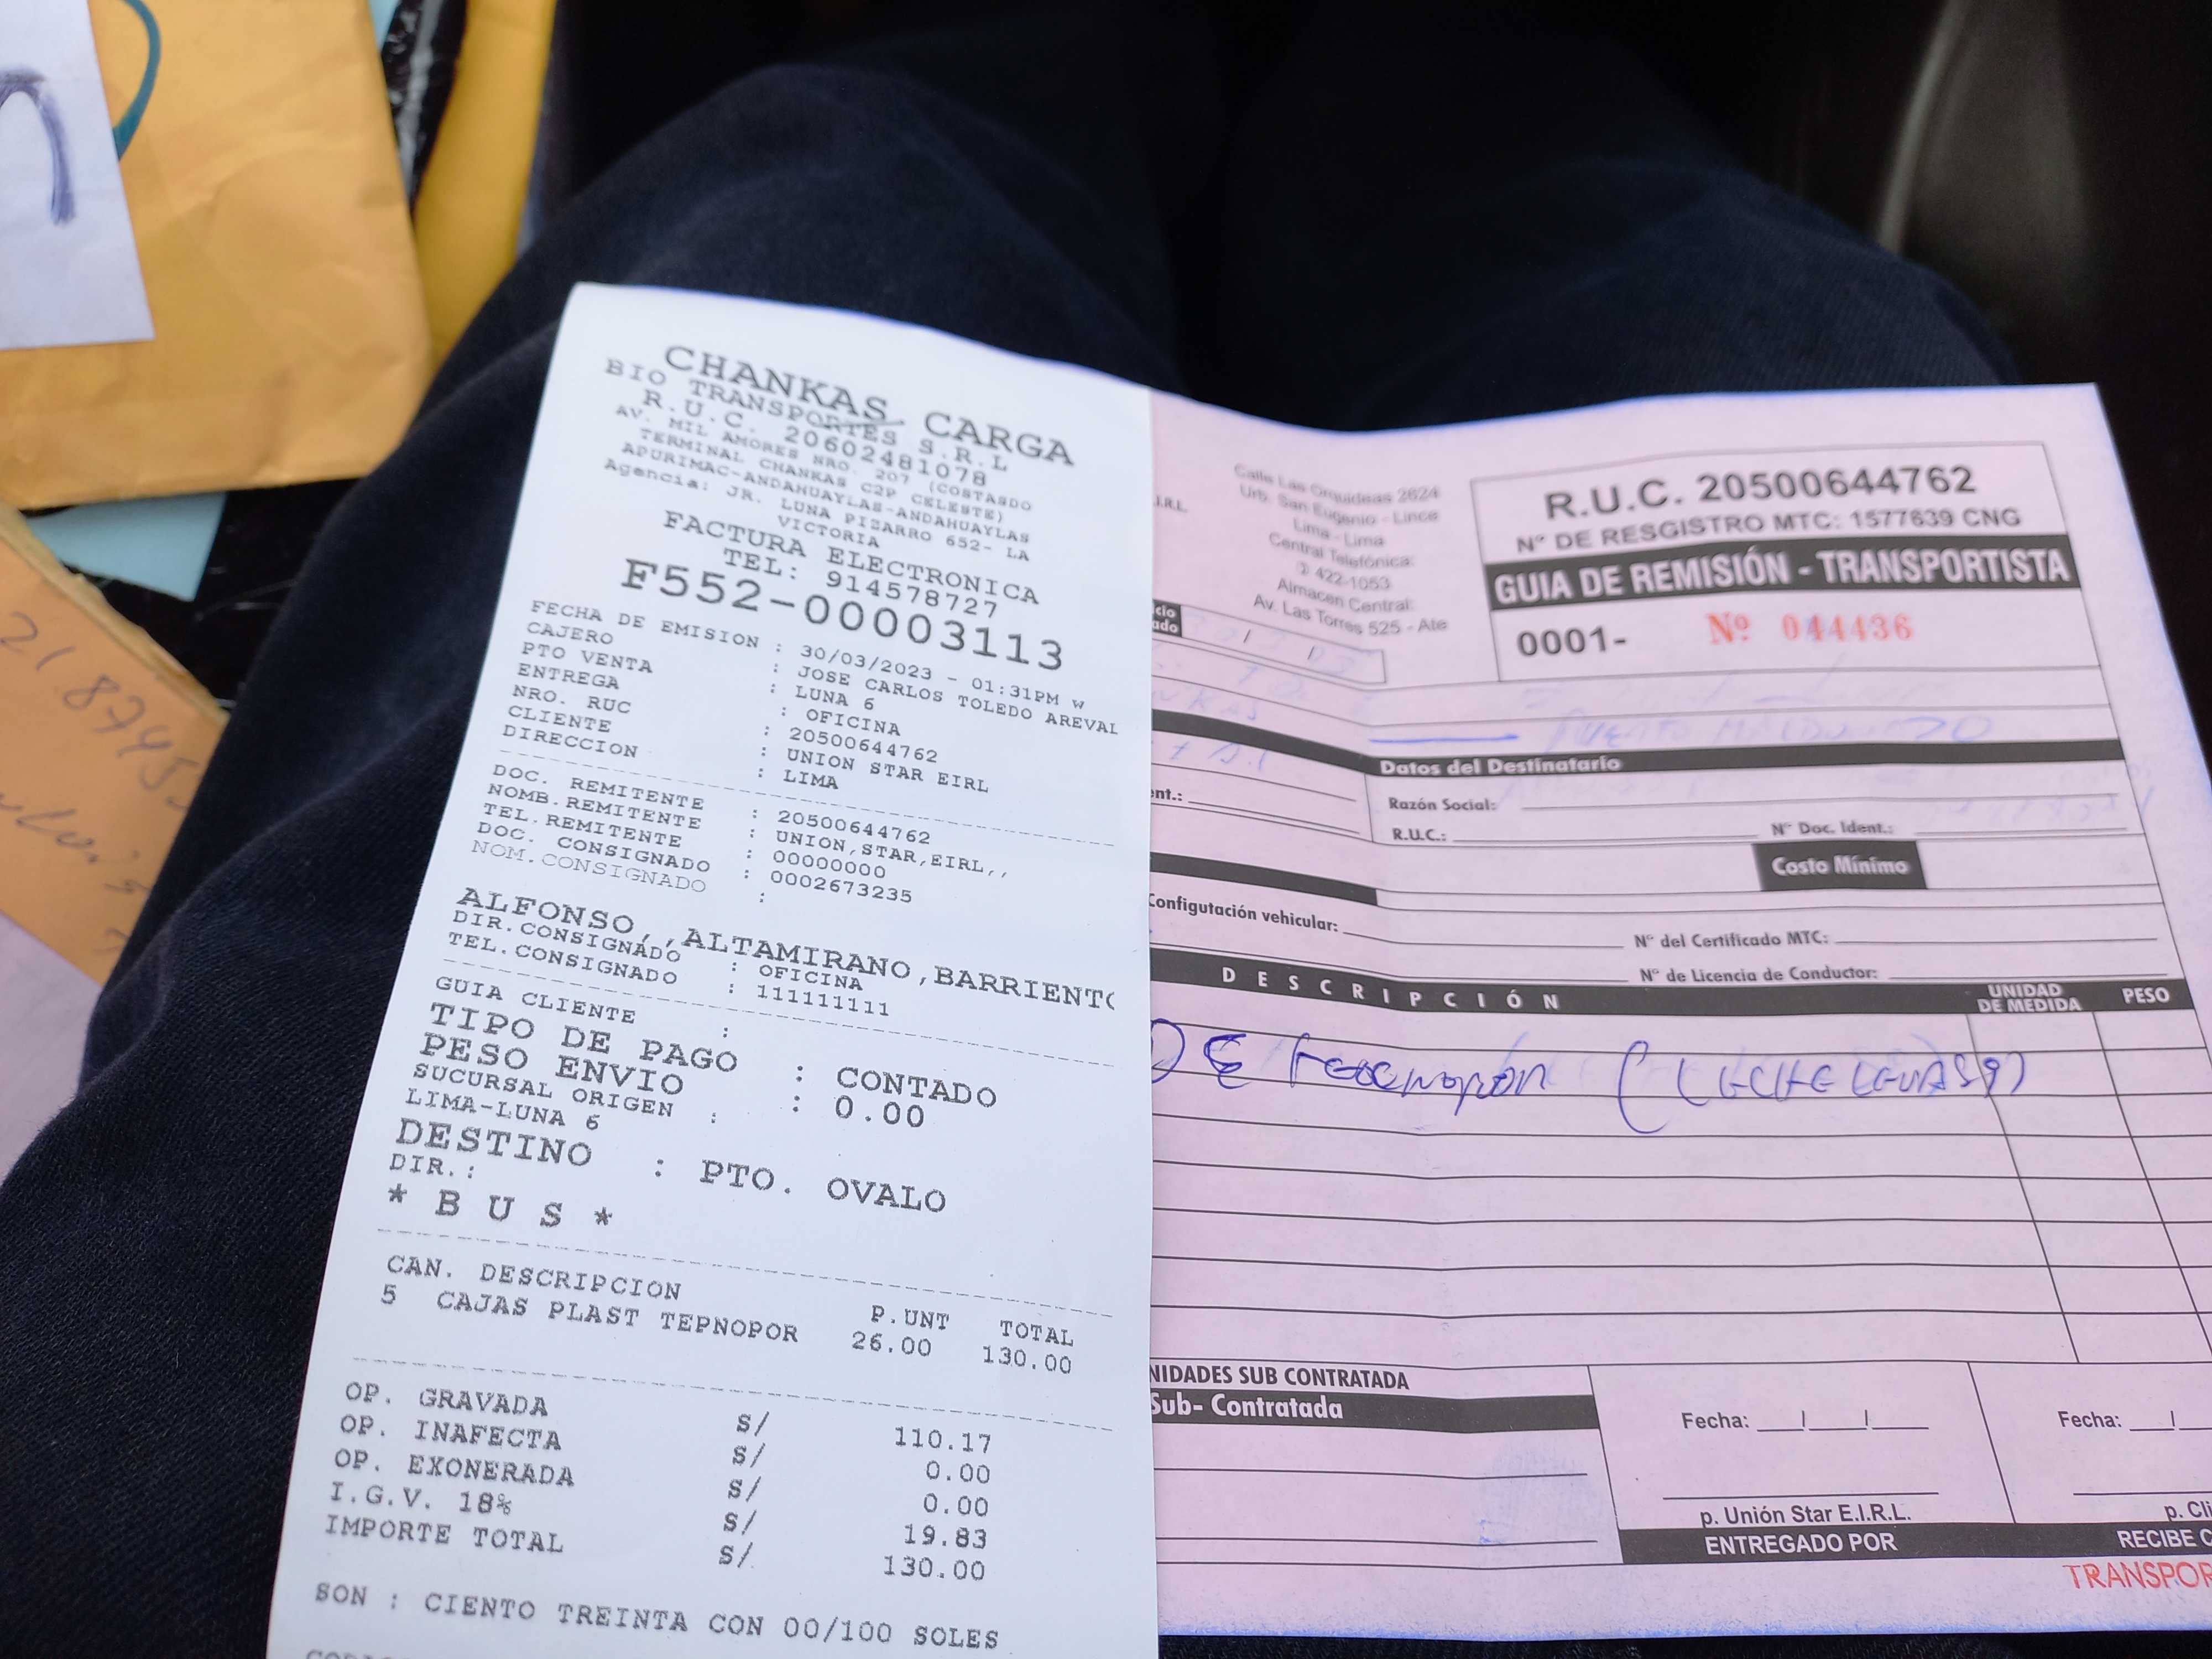 CHANKAS CARGA
BIO TRANSPORTES S.R.L
R.U.C. 20602481078
AV. MIL AMORES NRO. 207 (COSTASDO
TERMINAL CHANKAS C2P CELESTE)
APURIMAC-ANDAHUAYLAS-ANDAHUAYLAS
Agencia: JR. LUNA PIZARRO 652- LA
VICTORIA
FACTURA ELECTRONICA
TEL: 914578727
F552-00003113
FECHA DE EMISION : 30/03/2023 - 01:31PM W
CAJERO : JOSE CARLOS TOLEDO AREVAL
PTO VENTA : LUNA 6
ENTREGA : OFICINA
NRO. RUC : 20500644762
CLIENTE : UNION STAR EIRL
DIRECCION : LIMA
DOC. REMITENTE : 20500644762
NOMB.REMITENTE : UNION,STAR,EIRL,,
TEL.REMITENTE : 00000000
DOC. CONSIGNADO : 0002673235
NOM.CONSIGNADO :
ALFONSO,,ALTAMIRANO,BARRIENTO
DIR.CONSIGNADO : OFICINA
TEL.CONSIGNADO : 111111111
GUIA CLIENTE :
TIPO DE PAGO : CONTADO
PESO ENVIO : 0.00
SUCURSAL ORIGEN :
LIMA-LUNA 6
DESTINO : PTO. OVALO
DIR.:
* B U S *
CAN. DESCRIPCION P.UNT TOTAL
5 CAJAS PLAST TEPNOPOR 26.00 130.00
OP. GRAVADA S/ 110.17
OP. INAFECTA S/ 0.00
OP. EXONERADA S/ 0.00
I.G.V. 18% S/ 19.83
IMPORTE TOTAL S/ 130.00
SON : CIENTO TREINTA CON 00/100 SOLES
.I.R.L.
Calle Las Orquideas 2624
Urb. San Eugenio - Lince
Lima - Lima
Central Telefónica:
422-1053
Almacen Central:
Av. Las Torres 525 - Ate
R.U.C. 20500644762
Nº DE RESGISTRO MTC: 1577639 CNG
GUIA DE REMISIÓN - TRANSPORTISTA
0001- Nº 044436
Datos del Destinatario
Razón Social:
R.U.C.: Nº Doc. Ident.:
Costo Mínimo
Configutación vehicular:
Nº del Certificado MTC:
Nº de Licencia de Conductor:
DESCRIPCIÓN UNIDAD DE MEDIDA PESO
DE
NIDADES SUB CONTRATADA
Sub- Contratada
Fecha: __/__/__
Fecha: __/
p. Unión Star E.I.R.L.
ENTREGADO POR
p. Cli
RECIBE C
TRANSPOR